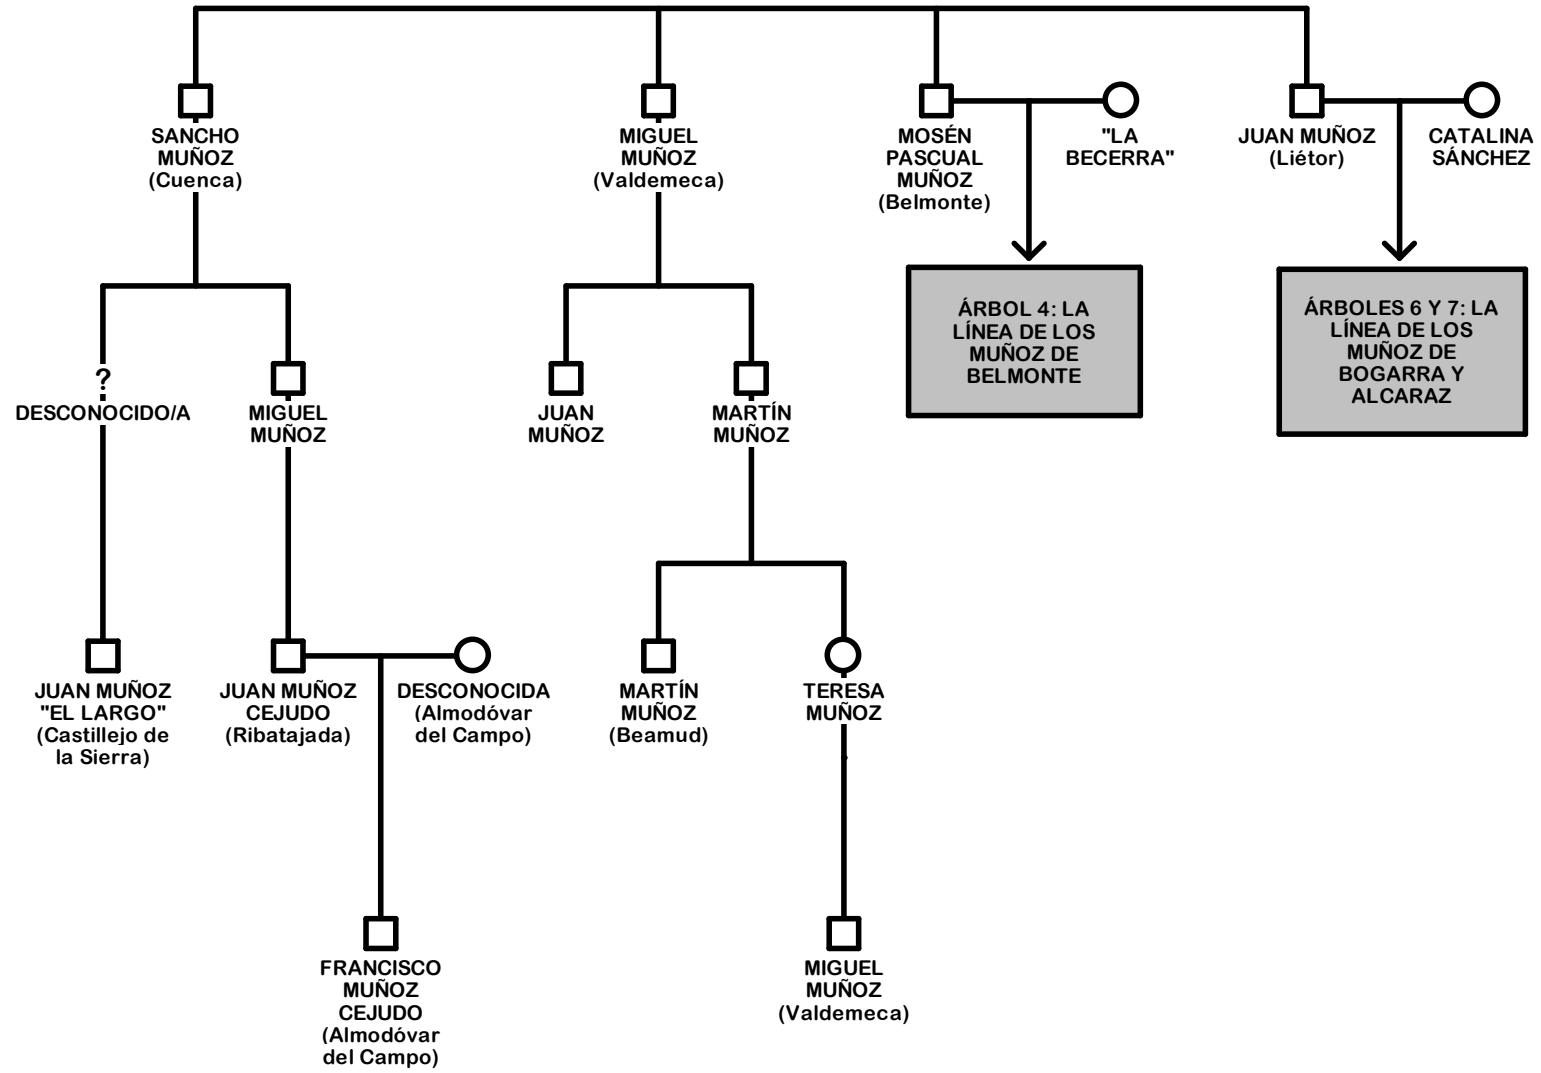 SANCHO
MUÑOZ
(Cuenca)
MIGUEL
MUÑOZ
(Valdemeca)
MOSÉN
PASCUAL
MUÑOZ
(Belmonte)
"LA
BECERRA"
JUAN MUÑOZ
(Liétor)
CATALINA
SÁNCHEZ
ÁRBOL 4: LA
LÍNEA DE LOS
MUÑOZ DE
BELMONTE
ÁRBOLES 6 Y 7: LA
LÍNEA DE LOS
MUÑOZ DE
BOGARRA Y
ALCARAZ
?
DESCONOCIDO/A
MIGUEL
MUÑOZ
JUAN
MUÑOZ
MARTÍN
MUÑOZ
JUAN MUÑOZ
"EL LARGO"
(Castillejo de
la Sierra)
JUAN MUÑOZ
CEJUDO
(Ribatajada)
DESCONOCIDA
(Almodóvar
del Campo)
MARTÍN
MUÑOZ
(Beamud)
TERESA
MUÑOZ
FRANCISCO
MUÑOZ
CEJUDO
(Almodóvar
del Campo)
MIGUEL
MUÑOZ
(Valdemeca)